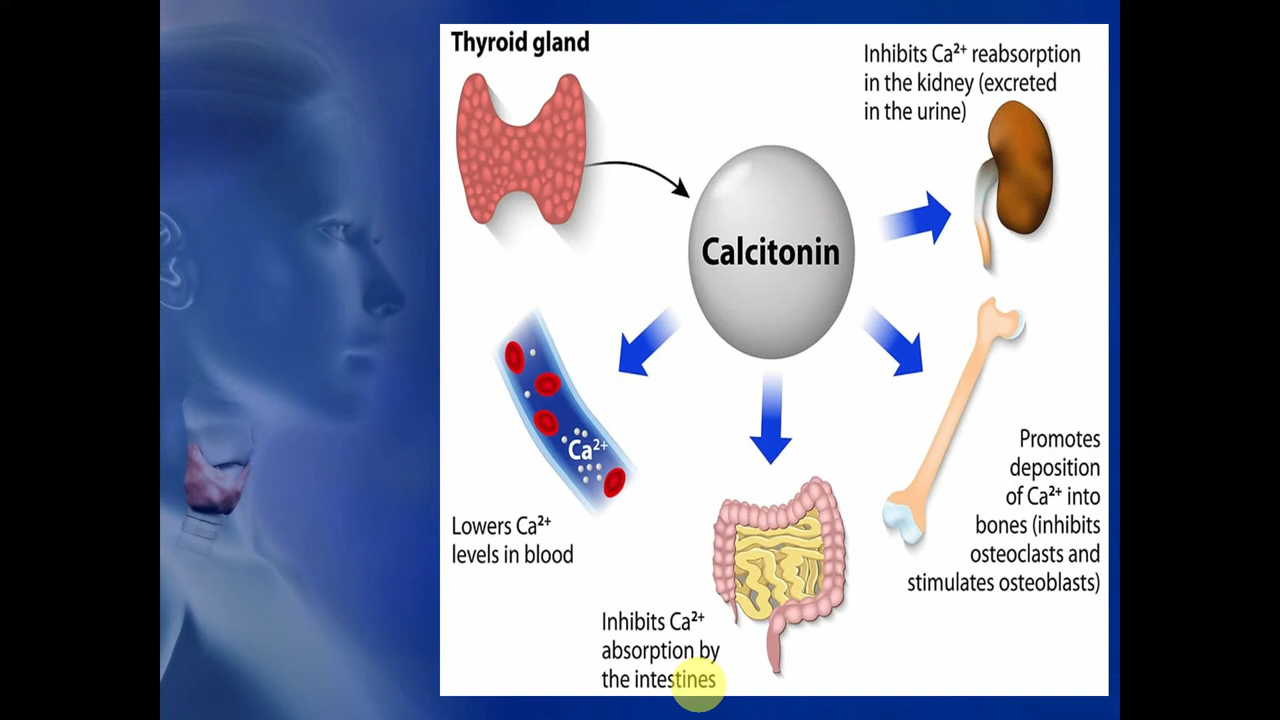 Thyroid gland
Inhibits Ca²⁺ reabsorption
in the kidney (excreted
in the urine)
Calcitonin
Ca²⁺
Lowers Ca²⁺
levels in blood
Promotes
deposition
of Ca²⁺ into
bones (inhibits
osteoclasts and
stimulates osteoblasts)
Inhibits Ca²⁺
absorption by
the intestines